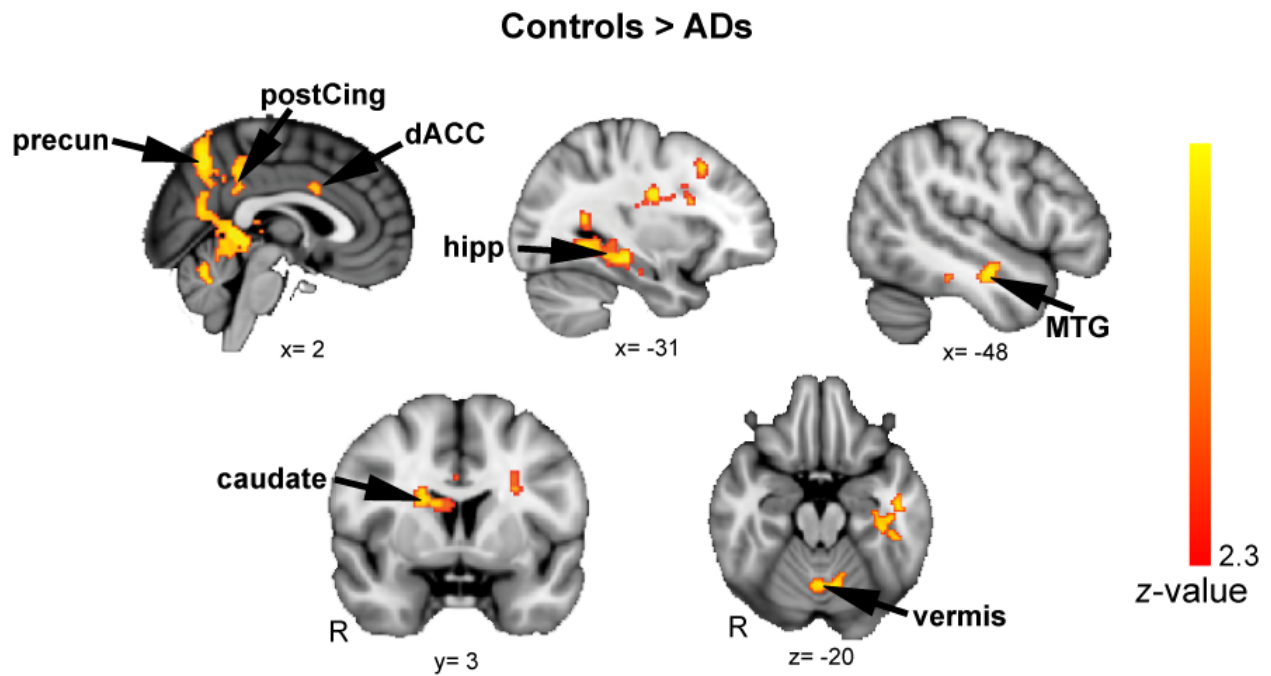 Controls > ADs
postCing
precun
dACC
hipp
MTG
x= 2
x= -31
x= -48
caudate
vermis
2.3
z-value
R
R
y= 3
z= -20